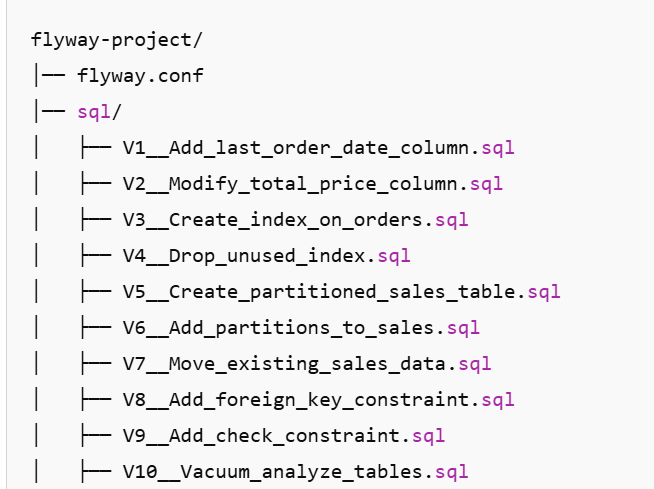 flyway-project/
│── flyway.conf
│── sql/
│   ├── V1__Add_last_order_date_column.sql
│   ├── V2__Modify_total_price_column.sql
│   ├── V3__Create_index_on_orders.sql
│   ├── V4__Drop_unused_index.sql
│   ├── V5__Create_partitioned_sales_table.sql
│   ├── V6__Add_partitions_to_sales.sql
│   ├── V7__Move_existing_sales_data.sql
│   ├── V8__Add_foreign_key_constraint.sql
│   ├── V9__Add_check_constraint.sql
│   ├── V10__Vacuum_analyze_tables.sql